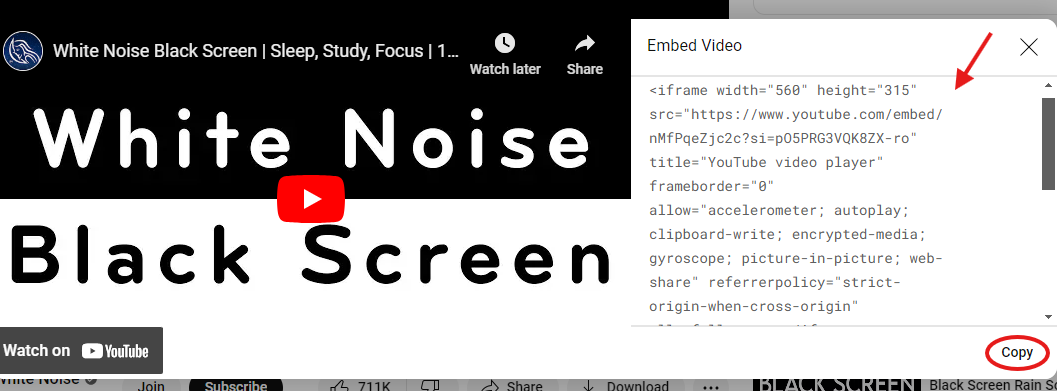 White Noise Black Screen | Sleep, Study, Focus | 1...
Watch later
Share
White Noise
Black Screen
Watch on YouTube
Embed Video
<iframe width="560" height="315"
src="https://www.youtube.com/embed/
nMfPqeZjc2c?si=pO5PRG3VQK8ZX-ro"
title="YouTube video player"
frameborder="0"
allow="accelerometer; autoplay;
clipboard-write; encrypted-media;
gyroscope; picture-in-picture; web-
share" referrerpolicy="strict-
origin-when-cross-origin"
Copy
White Noise
Join
Subscribe
711K
Share
Download
...
BLACK SCREEN
Black Screen Rain